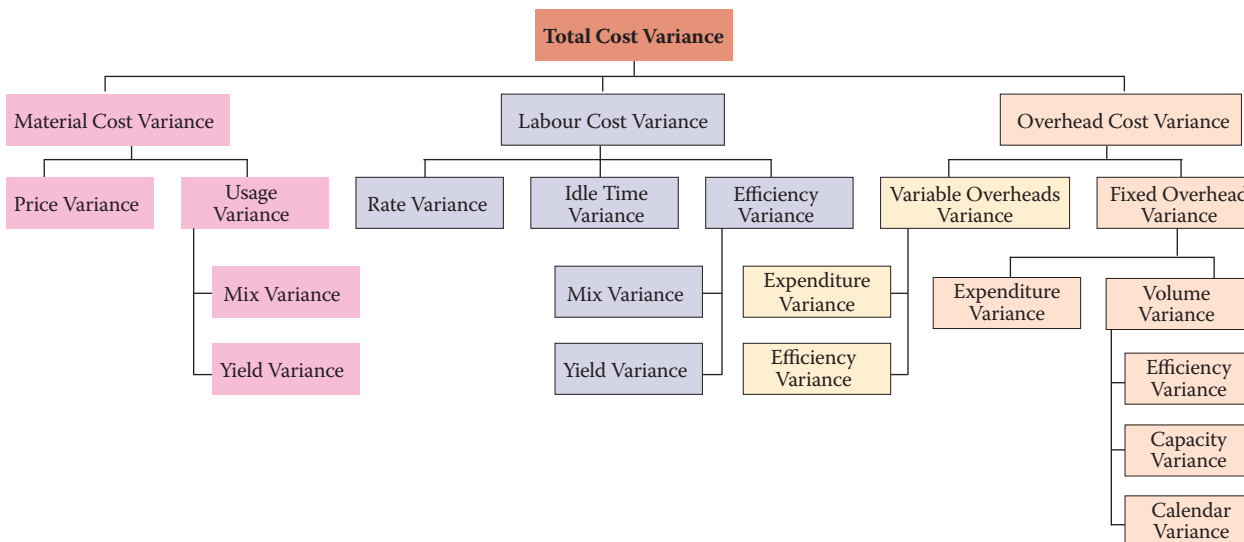 Total Cost Variance
Material Cost Variance
Labour Cost Variance
Overhead Cost Variance
Price Variance
Usage
Variance
Rate Variance
Idle Time
Variance
Efficiency
Variance
Variable Overheads
Variance
Fixed Overhead
Variance
Mix Variance
Yield Variance
Mix Variance
Yield Variance
Expenditure
Variance
Efficiency
Variance
Expenditure
Variance
Volume
Variance
Efficiency
Variance
Capacity
Variance
Calendar
Variance